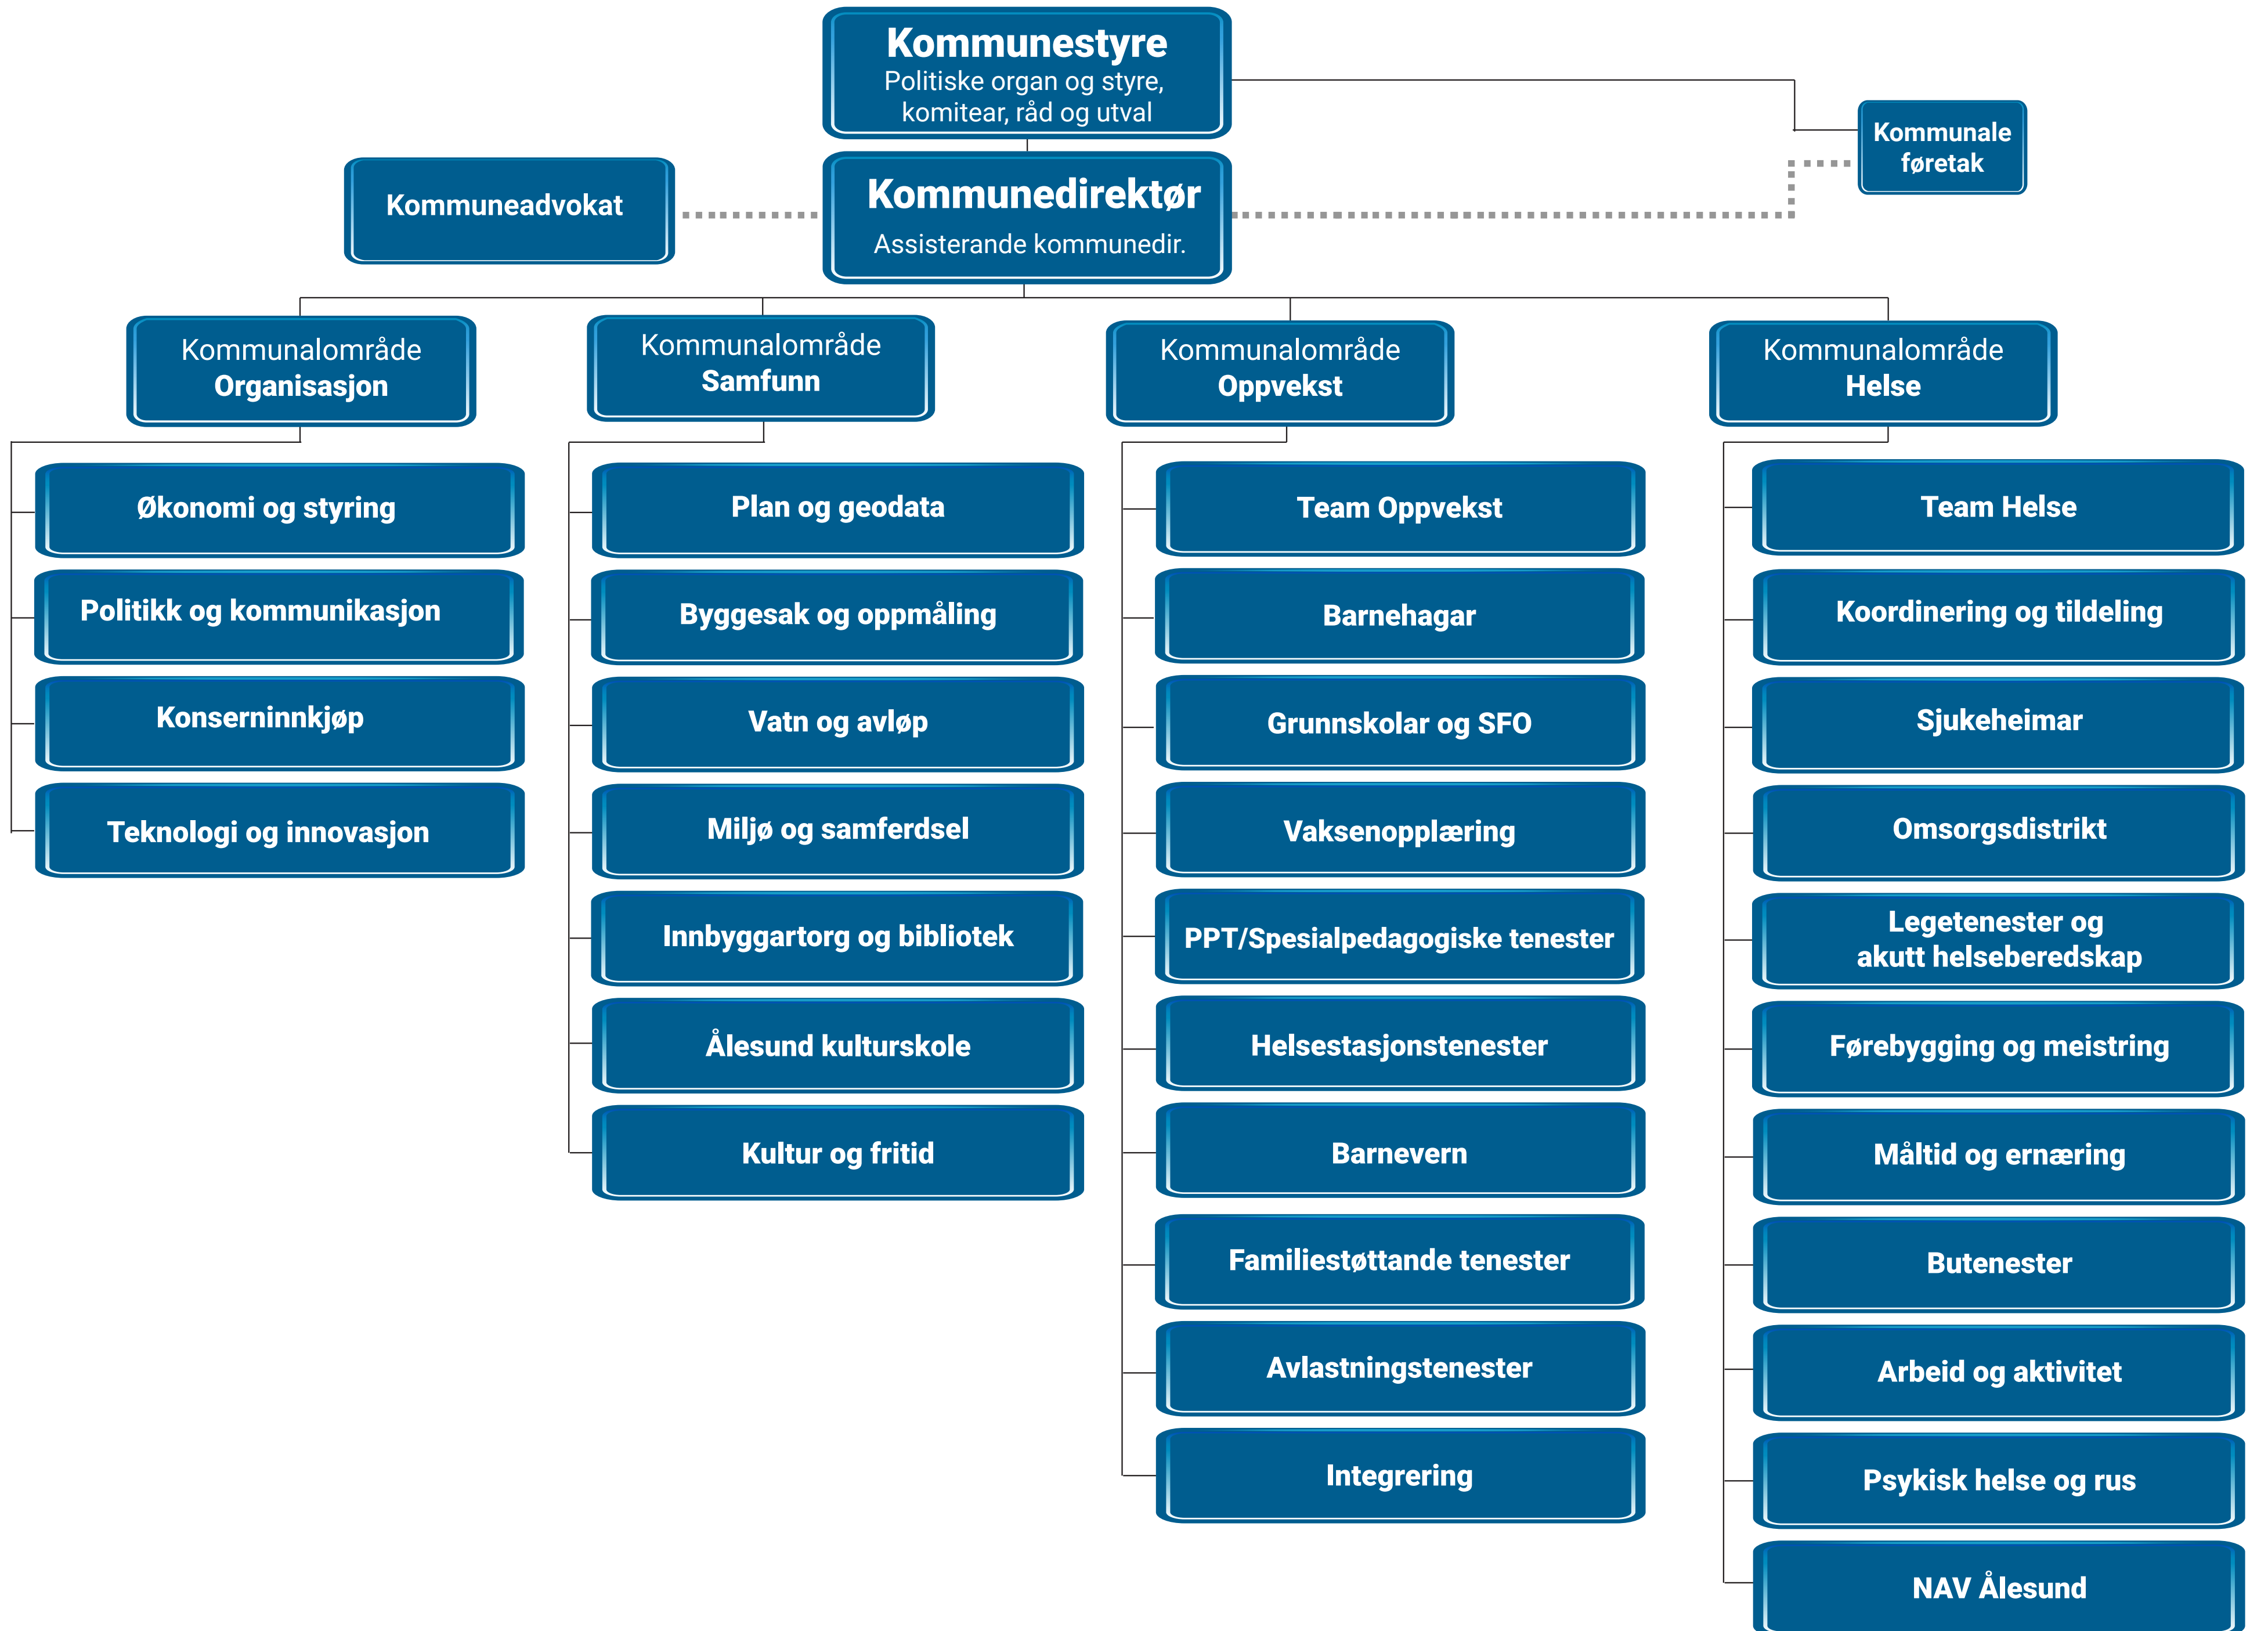 Kommunestyre
Politiske organ og styre,
komitear, råd og utval
Kommunale
føretak
Kommuneadvokat
Kommunedirektør
Assisterande kommunedir.
Kommunalområde
Organisasjon
Økonomi og styring
Politikk og kommunikasjon
Konserninnkjøp
Teknologi og innovasjon
Kommunalområde
Samfunn
Plan og geodata
Byggesak og oppmåling
Vatn og avløp
Miljø og samferdsel
Innbyggartorg og bibliotek
Ålesund kulturskole
Kultur og fritid
Kommunalområde
Oppvekst
Team Oppvekst
Barnehagar
Grunnskolar og SFO
Vaksenopplæring
PPT/Spesialpedagogiske tenester
Helsestasjonstenester
Barnevern
Familiestøttande tenester
Avlastningstenester
Integrering
Kommunalområde
Helse
Team Helse
Koordinering og tildeling
Sjukeheimar
Omsorgsdistrikt
Legetenester og
akutt helseberedskap
Førebygging og meistring
Måltid og ernæring
Butenester
Arbeid og aktivitet
Psykisk helse og rus
NAV Ålesund